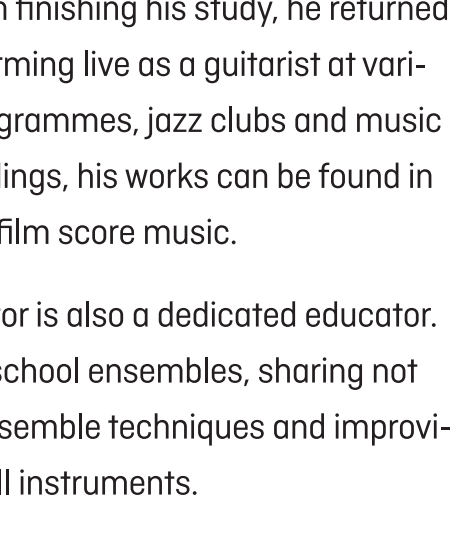 finishing his study, he returned
rming live as a guitarist at vari-
grammes, jazz clubs and music
lings, his works can be found in
film score music.
tor is also a dedicated educator.
school ensembles, sharing not
semble techniques and improvi-
ll instruments.